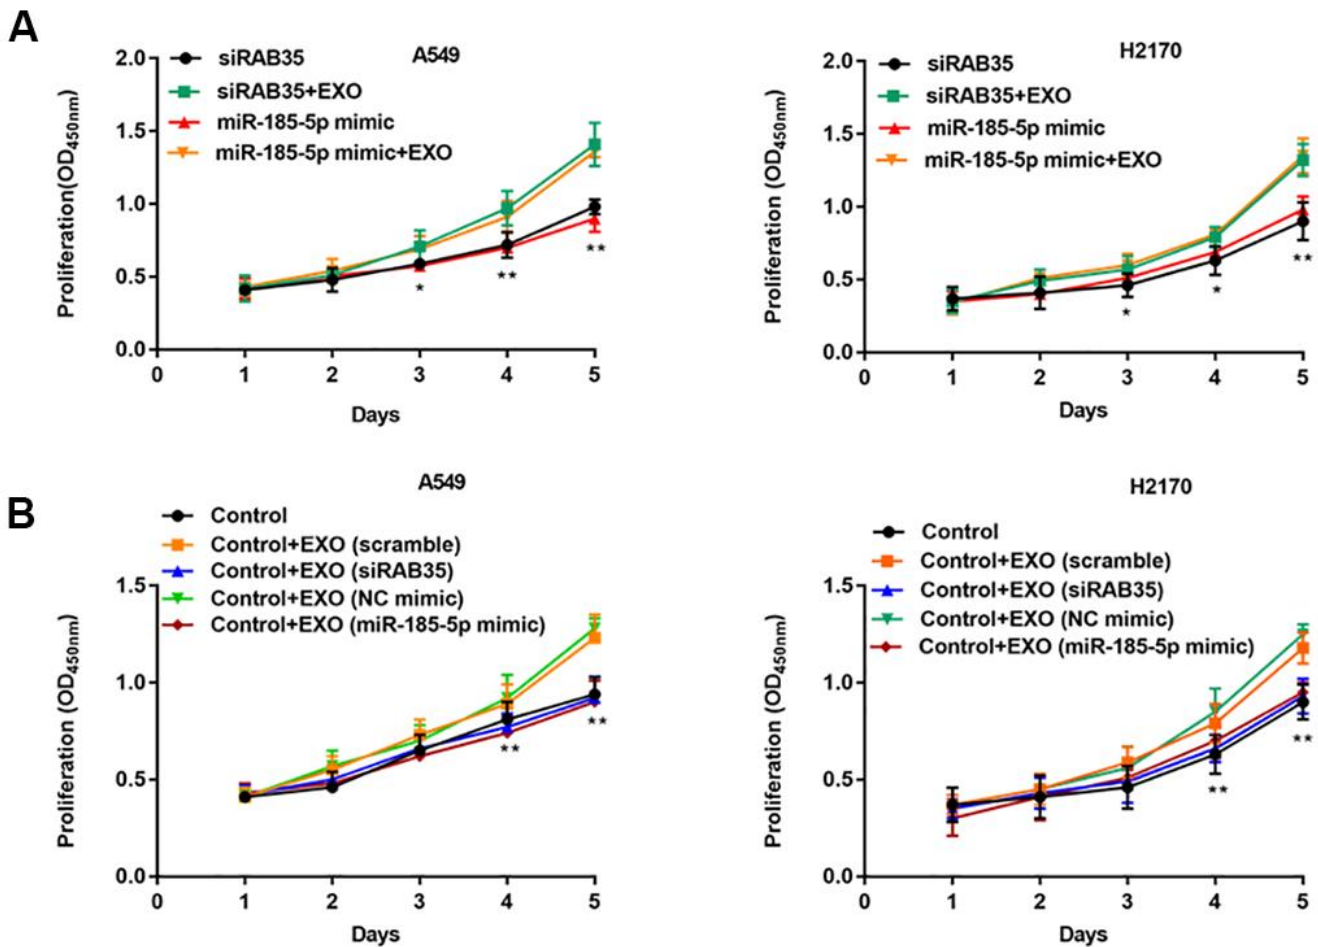 A
A549
siRAB35
siRAB35+EXO
miR-185-5p mimic
miR-185-5p mimic+EXO
Proliferation(OD450nm)
2.0
1.5
1.0
0.5
0.0
*
**
**
0 1 2 3 4 5
Days
H2170
siRAB35
siRAB35+EXO
miR-185-5p mimic
miR-185-5p mimic+EXO
Proliferation (OD450nm)
2.0
1.5
1.0
0.5
0.0
*
*
**
0 1 2 3 4 5
Days
B
A549
Control
Control+EXO (scramble)
Control+EXO (siRAB35)
Control+EXO (NC mimic)
Control+EXO (miR-185-5p mimic)
Proliferation (OD450nm)
1.5
1.0
0.5
0.0
**
**
0 1 2 3 4 5
Days
H2170
Control
Control+EXO (scramble)
Control+EXO (siRAB35)
Control+EXO (NC mimic)
Control+EXO (miR-185-5p mimic)
Proliferation (OD450nm)
1.5
1.0
0.5
0.0
**
**
0 1 2 3 4 5
Days